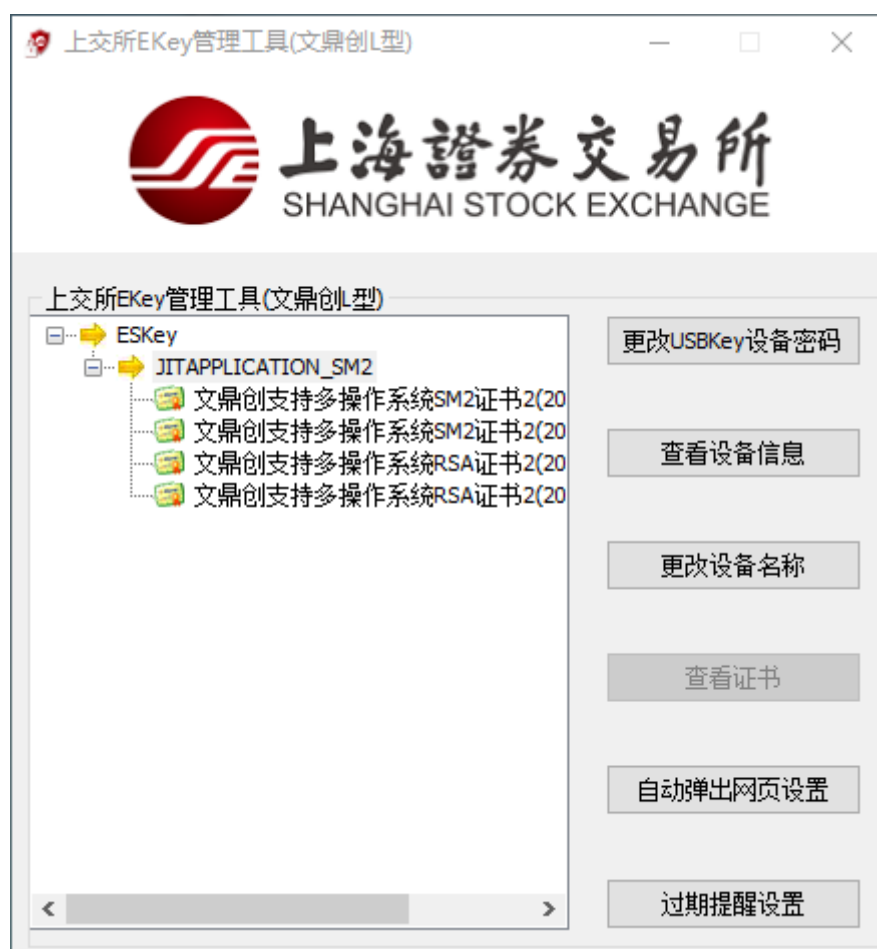 上交所EKey管理工具(文鼎创L型)
上海證券交易所
SHANGHAI STOCK EXCHANGE
上交所EKey管理工具(文鼎创L型)
ESKey
JITAPPLICATION_SM2
文鼎创支持多操作系统SM2证书2(20
文鼎创支持多操作系统SM2证书2(20
文鼎创支持多操作系统RSA证书2(20
文鼎创支持多操作系统RSA证书2(20
更改USBKey设备密码
查看设备信息
更改设备名称
查看证书
自动弹出网页设置
过期提醒设置